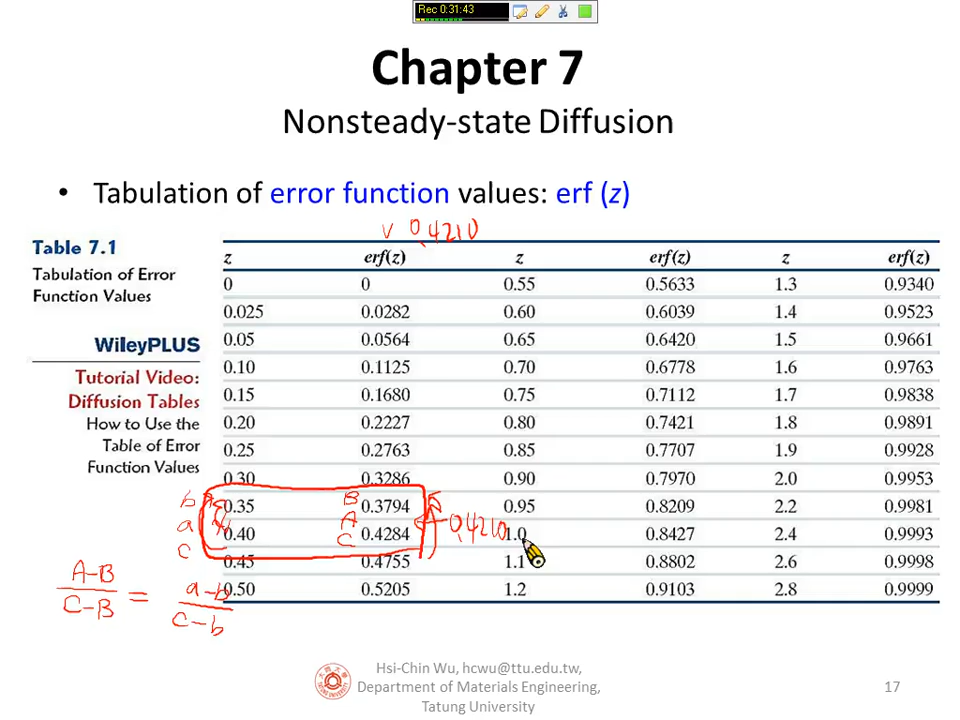 Rec 0:31:43
Chapter 7
Nonsteady-state Diffusion
• Tabulation of error function values: erf (z)
0.4210
Table 7.1
Tabulation of Error
Function Values
WileyPLUS
Tutorial Video:
Diffusion Tables
How to Use the
Table of Error
Function Values
z erf(z) z erf(z) z erf(z)
0 0 0.55 0.5633 1.3 0.9340
0.025 0.0282 0.60 0.6039 1.4 0.9523
0.05 0.0564 0.65 0.6420 1.5 0.9661
0.10 0.1125 0.70 0.6778 1.6 0.9763
0.15 0.1680 0.75 0.7112 1.7 0.9838
0.20 0.2227 0.80 0.7421 1.8 0.9891
0.25 0.2763 0.85 0.7707 1.9 0.9928
0.30 0.3286 0.90 0.7970 2.0 0.9953
b 0.35 B 0.3794 0.95 0.8209 2.2 0.9981
a 0.40 A C 0.4284 0.4210 1.0 0.8427 2.4 0.9993
C 0.45 0.4755 1.1 0.8802 2.6 0.9998
0.50 0.5205 1.2 0.9103 2.8 0.9999
A-B a-b
=
C-B C-b
Hsi-Chin Wu, hcwu@ttu.edu.tw,
Department of Materials Engineering,
Tatung University
17